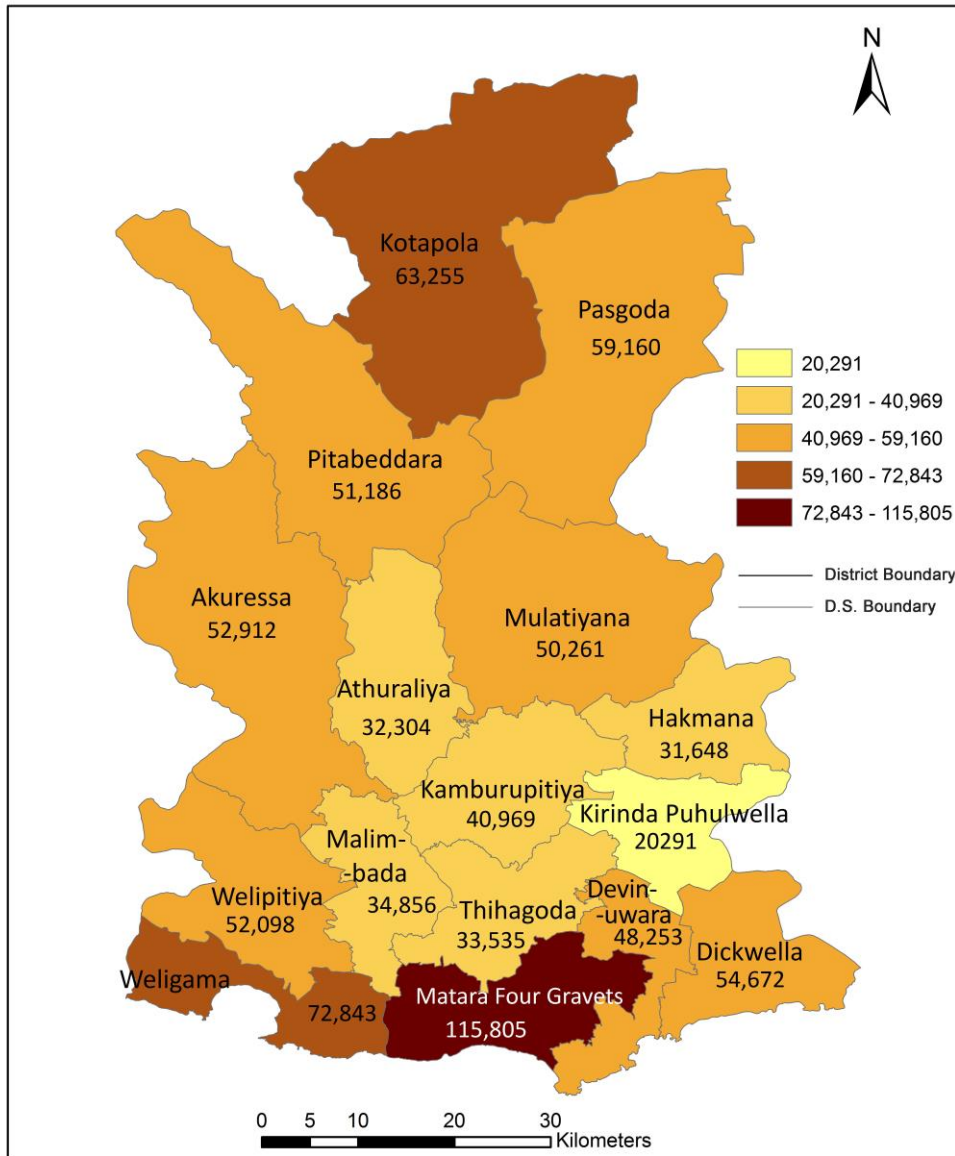 N
Kotapola
63,255
Pasgoda
59,160
20,291
20,291 - 40,969
40,969 - 59,160
59,160 - 72,843
72,843 - 115,805
District Boundary
D.S. Boundary
Pitabeddara
51,186
Akuressa
52,912
Mulatiyana
50,261
Athuraliya
32,304
Hakmana
31,648
Kamburupitiya
40,969
Kirinda Puhulwella
20291
Malim-
-bada
34,856
Welipitiya
52,098
Thihagoda
33,535
Devin-
-uwara
48,253
Dickwella
54,672
Weligama
72,843
Matara Four Gravets
115,805
0 5 10 20 30
Kilometers